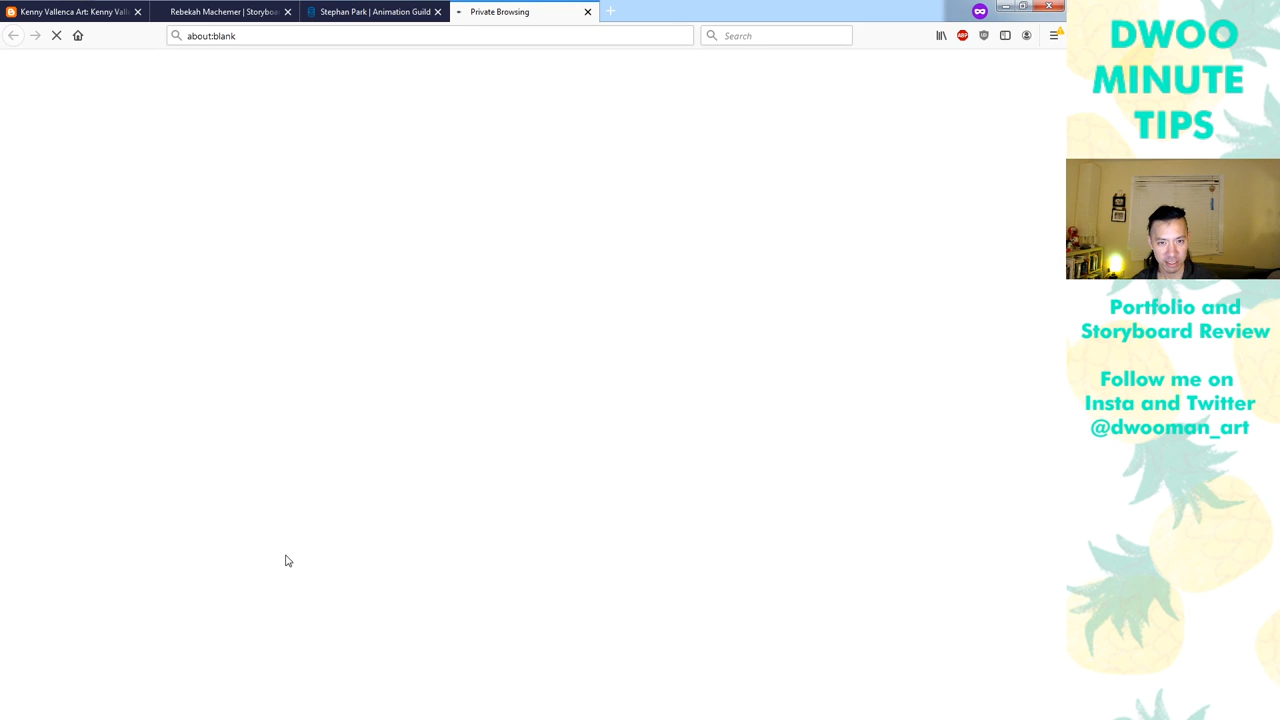 Kenny Vallenca Art: Kenny Vall
Rebekah Machemer | Storyboa
Stephan Park | Animation Guild
Private Browsing
about:blank
Search
ABP
DWOO
MINUTE
TIPS
Portfolio and
Storyboard Review
Follow me on
Insta and Twitter
@dwooman_art